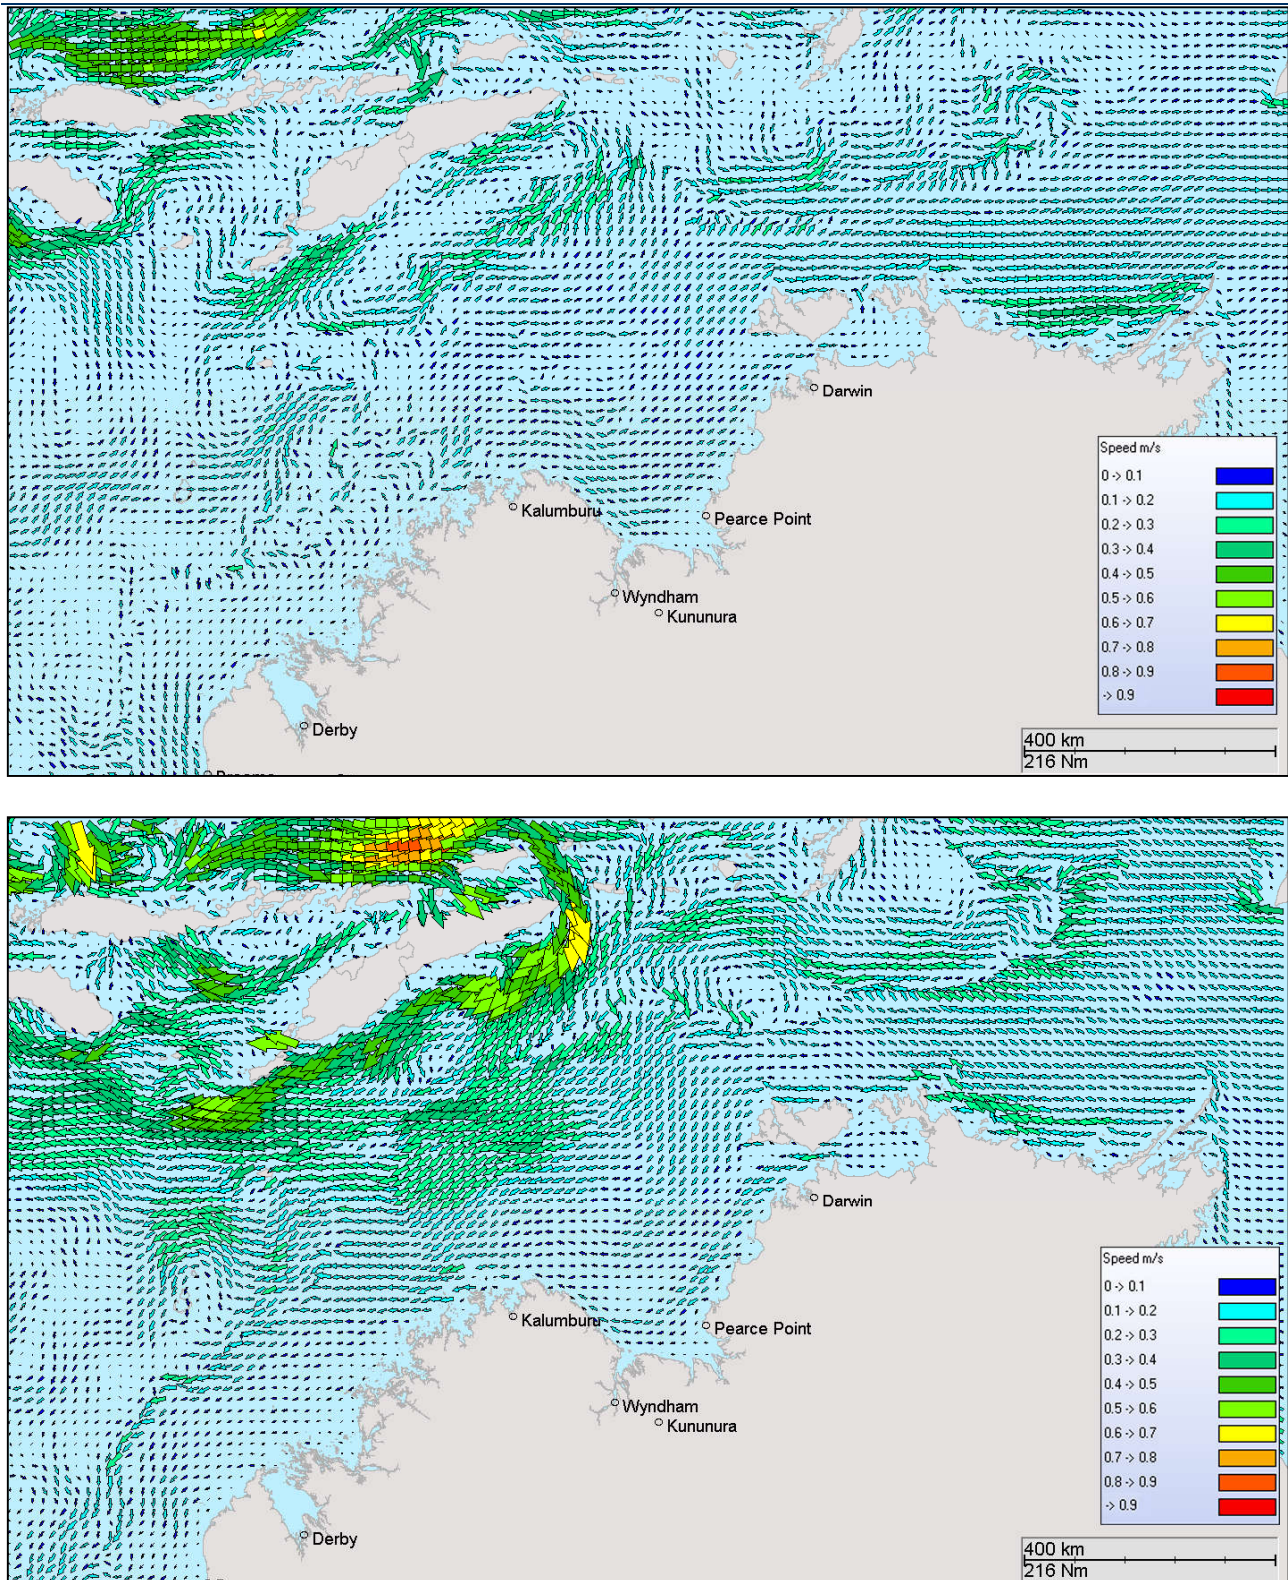 Darwin
Speed m/s
0 -> 0.1
0.1 -> 0.2
0.2 -> 0.3
0.3 -> 0.4
0.4 -> 0.5
0.5 -> 0.6
0.6 -> 0.7
0.7 -> 0.8
0.8 -> 0.9
-> 0.9
Kalumburu
Pearce Point
Wyndham
Kununura
Derby
400 km
216 Nm
Darwin
Speed m/s
0 -> 0.1
0.1 -> 0.2
0.2 -> 0.3
0.3 -> 0.4
0.4 -> 0.5
0.5 -> 0.6
0.6 -> 0.7
0.7 -> 0.8
0.8 -> 0.9
-> 0.9
Kalumburu
Pearce Point
Wyndham
Kununura
Derby
400 km
216 Nm